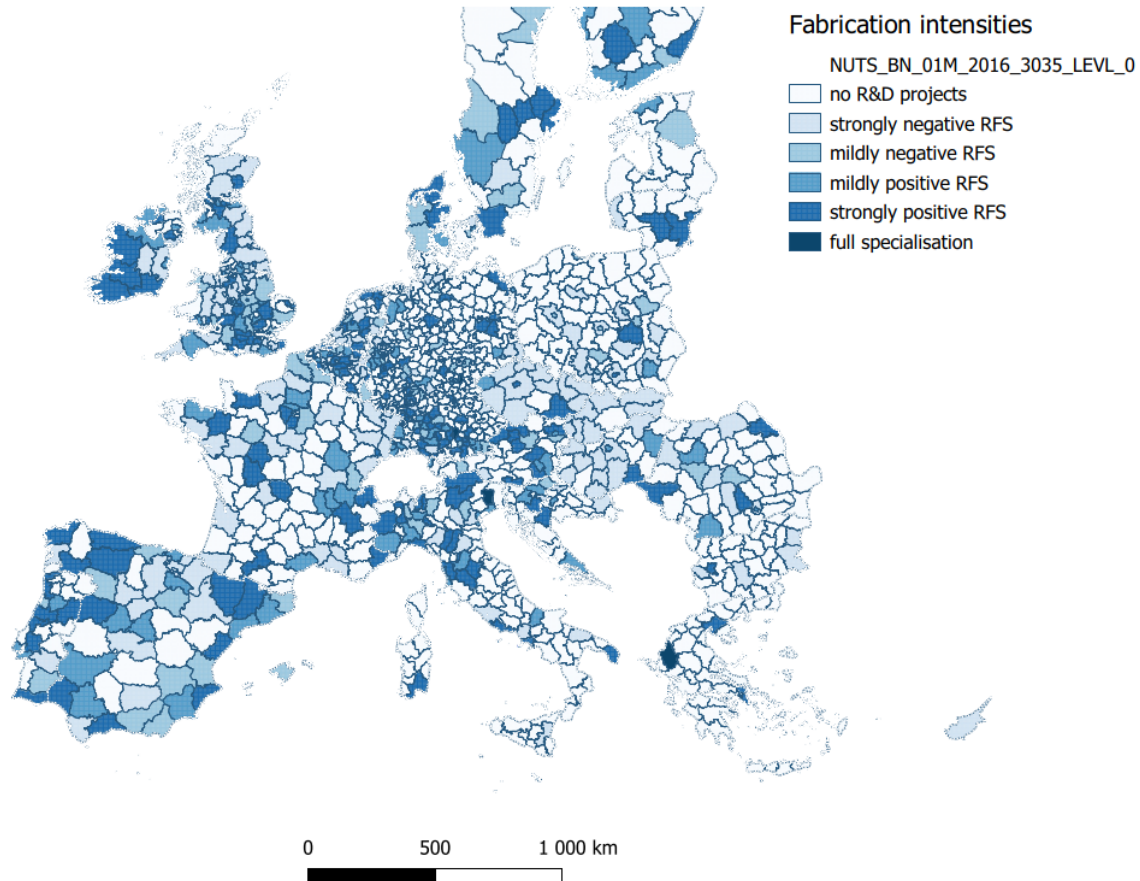 Fabrication intensities
NUTS_BN_01M_2016_3035_LEVL_0
no R&D projects
strongly negative RFS
mildly negative RFS
mildly positive RFS
strongly positive RFS
full specialisation
0 500 1 000 km